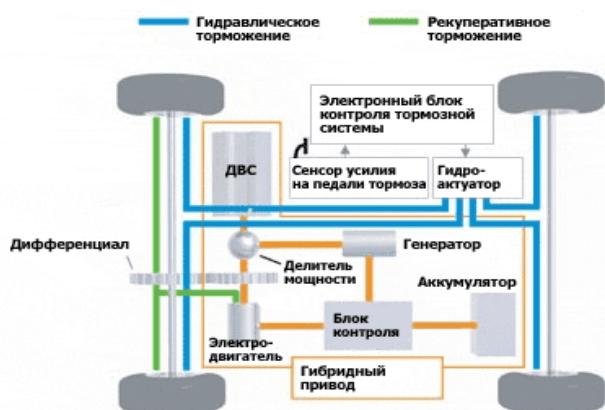 Гидравлическое
торможение
Рекуперативное
торможение
Электронный блок
контроля тормозной
системы
ДВС
Сенсор усилия
на педали тормоза
Гидро-
актуатор
Дифференциал
Делитель
мощности
Генератор
Аккумулятор
Блок
контроля
Электро-
двигатель
Гибридный
привод